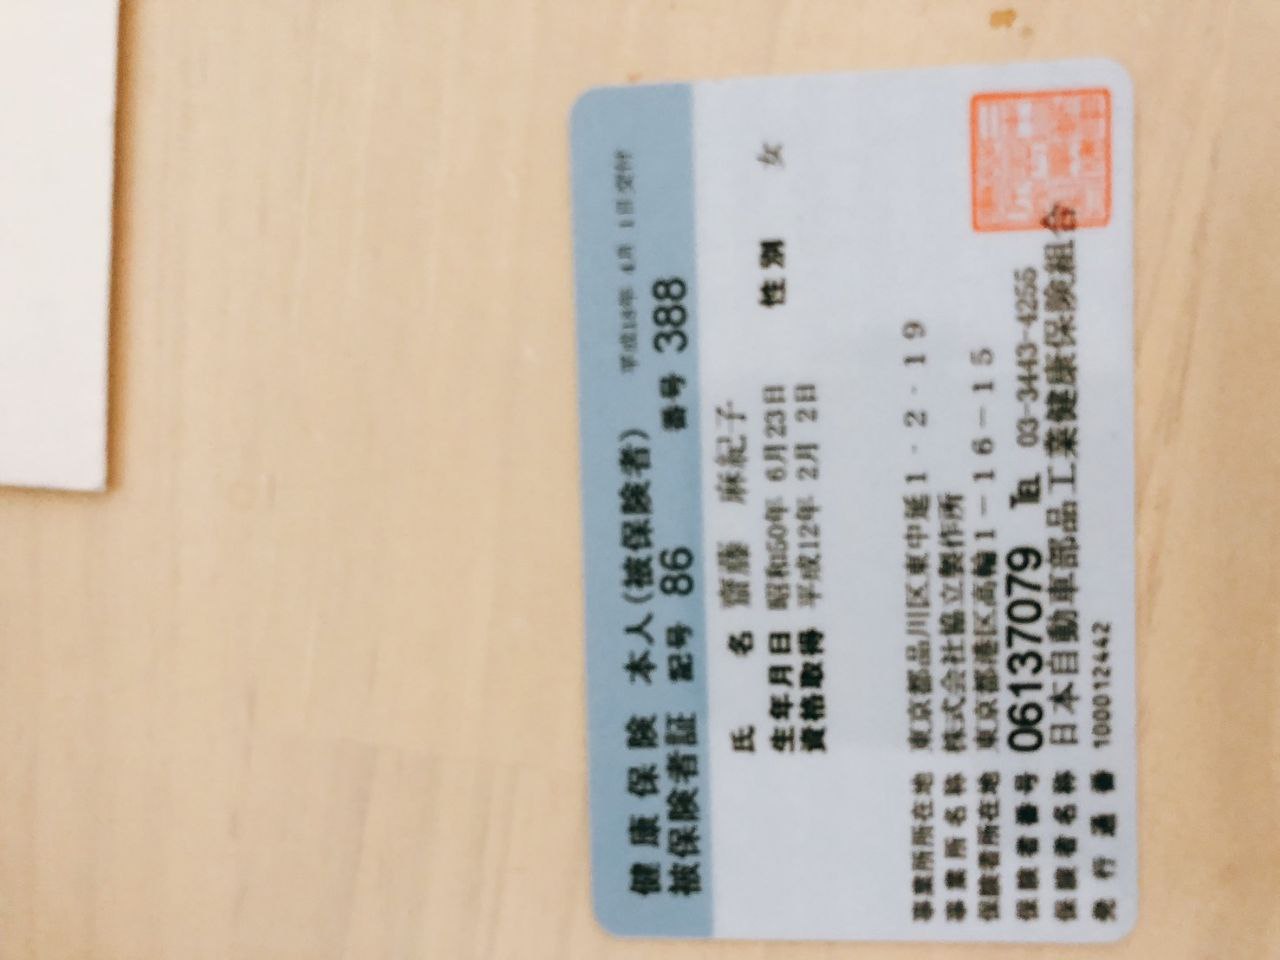 健康保険 本人(被保険者) 平成18年 4月 1日交付
被保険者証 記号 86 番号 388
氏名 齋藤 麻紀子
生年月日 昭和50年 6月23日 性別 女
資格取得 平成12年 2月 2日
事業所所在地 東京都品川区東中延1-2-19
事業所名称 株式会社協立製作所
保険者所在地 東京都港区高輪1-16-15
保険者番号 06137079 TEL 03-3443-4255
保険者名称 日本自動車部品工業健康保険組合
発行通番 100012442